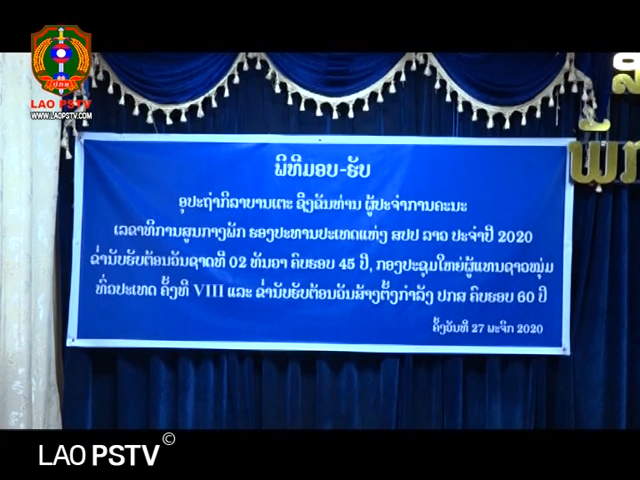 ປກສ
LAO PSTV
WWW.LAOPSTV.COM
ພິທີມອບ-ຮັບ
ອຸປະຖຳກິລາບານເຕະ ຊີງຂັນທ່ານ ຜູ້ປະຈຳການຄະນະ
ເລຂາທິການສູນກາງພັກ ຮອງປະທານປະເທດແຫ່ງ ສປປ ລາວ ປະຈຳປີ 2020
ຂໍ່ານັບຮັບຕ້ອນວັນຊາດທີ 02 ທັນວາ ຄົບຮອບ 45 ປີ, ກອງປະຊຸມໃຫຍ່ຜູ້ແທນຊາວໜຸ່ມ
ທົ່ວປະເທດ ຄັ້ງທີ VIII ແລະ ຂໍ່ານັບຮັບຕ້ອນວັນສ້າງຕັ້ງກຳລັງ ປກສ ຄົບຮອບ 60 ປີ
ຄັ້ງວັນທີ 27 ພະຈິກ 2020
LAO PSTV©